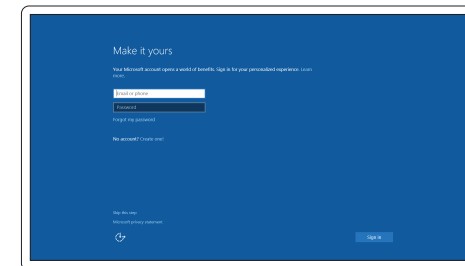 Make it yours
Your Microsoft account opens a world of benefits. Sign in for your personalized experience. Learn
more.
Email or phone
Password
Forgot my password
No account? Create one!
Skip this step
Microsoft privacy statement
Sign in